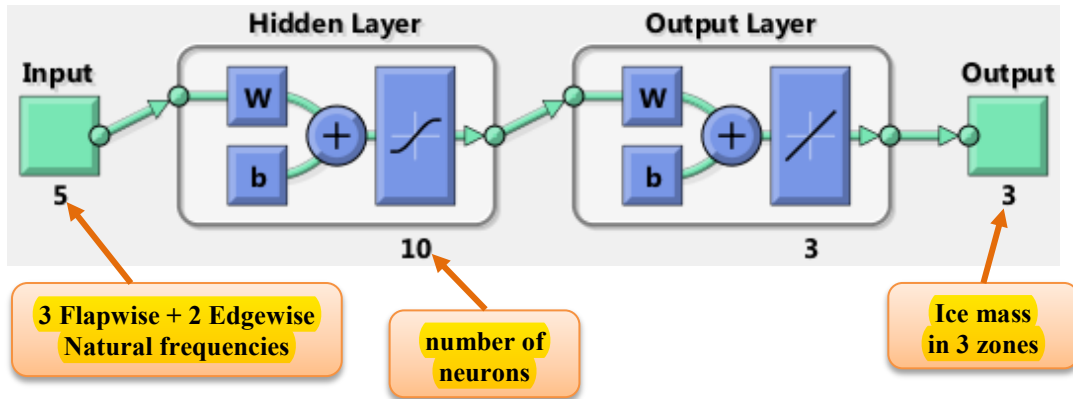 Hidden Layer
Output Layer
Input
Output
W
b
+
W
b
+
5
10
3
3
3 Flapwise + 2 Edgewise
Natural frequencies
number of
neurons
Ice mass
in 3 zones